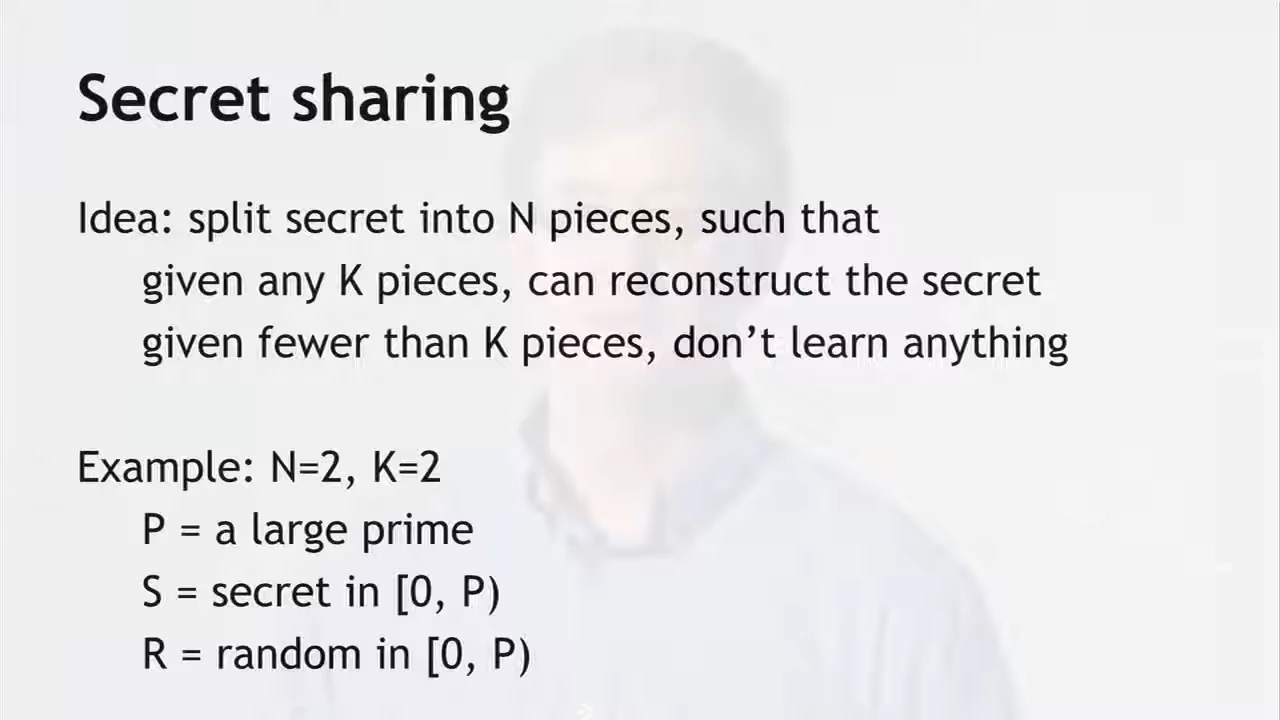 Secret sharing
Idea: split secret into N pieces, such that
given any K pieces, can reconstruct the secret
given fewer than K pieces, don’t learn anything
Example: N=2, K=2
P = a large prime
S = secret in [0, P)
R = random in [0, P)